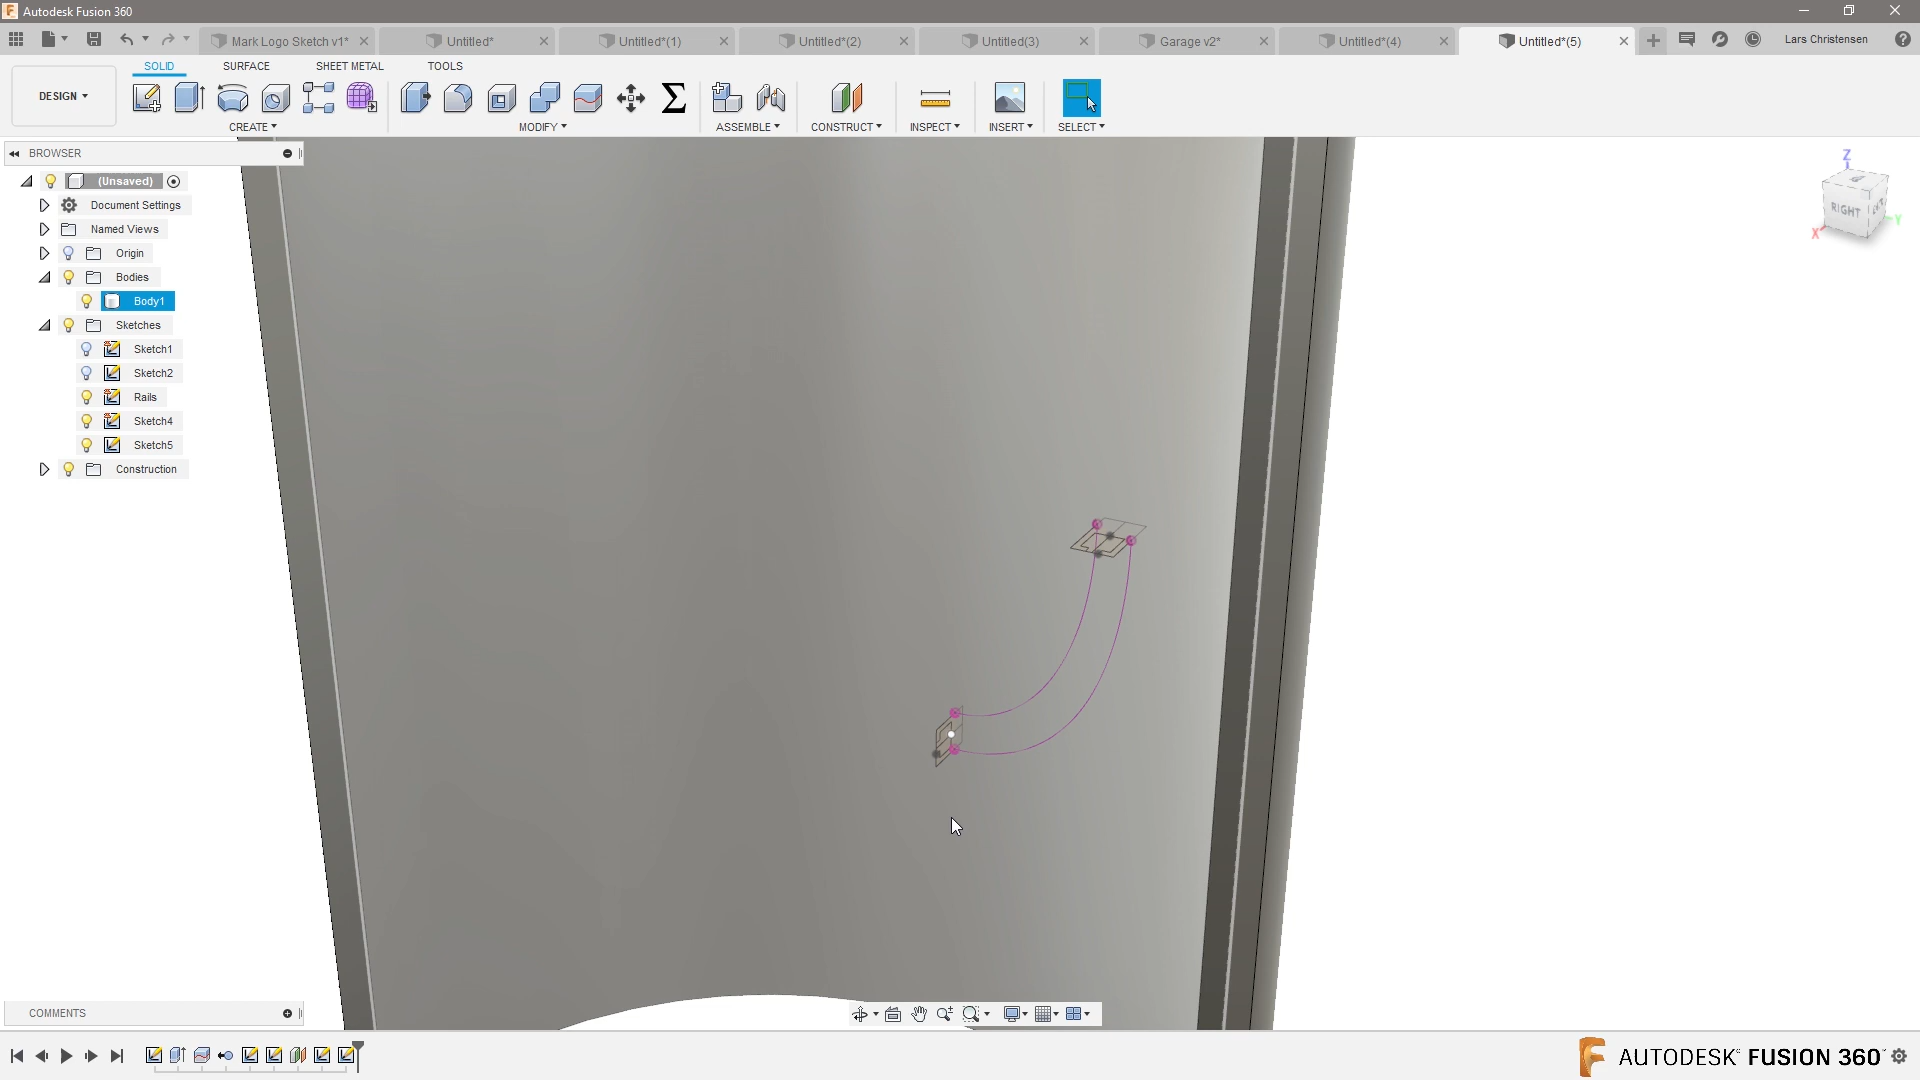 Autodesk Fusion 360
Mark Logo Sketch v1*
Untitled*
Untitled*(1)
Untitled*(2)
Untitled(3)
Garage v2*
Untitled*(4)
Untitled*(5)
Lars Christensen
SOLID
SURFACE
SHEET METAL
TOOLS
DESIGN
CREATE
MODIFY
ASSEMBLE
CONSTRUCT
INSPECT
INSERT
SELECT
BROWSER
(Unsaved)
Document Settings
Named Views
Origin
Bodies
Body1
Sketches
Sketch1
Sketch2
Rails
Sketch4
Sketch5
Construction
Z
RIGHT
X
Y
COMMENTS
AUTODESK FUSION 360